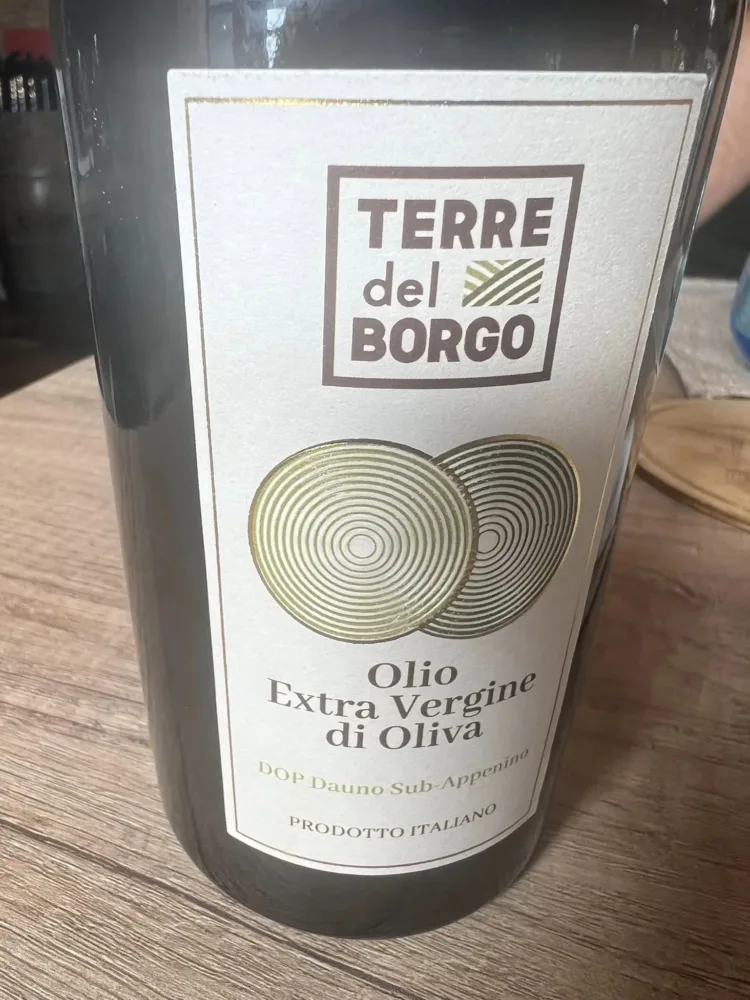 TERRE
del
BORGO
Olio
Extra Vergine
di Oliva
DOP Dauno Sub-Appenino
PRODOTTO ITALIANO